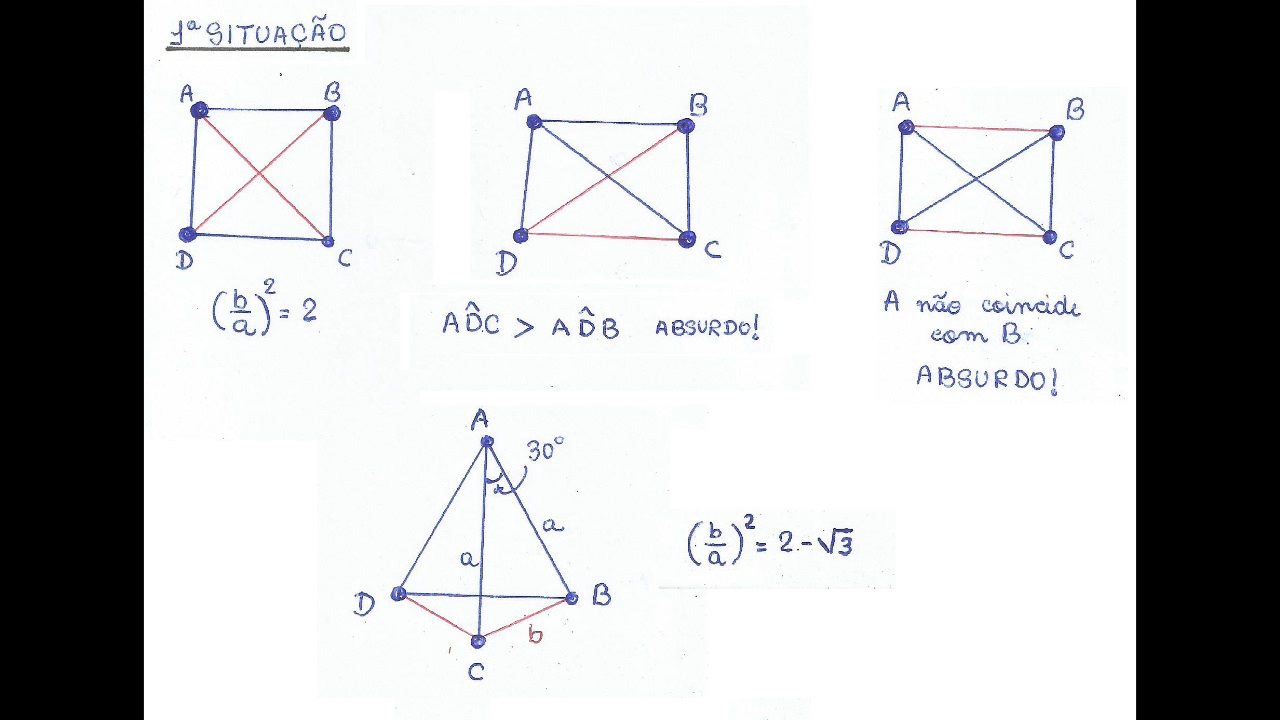 1ª SITUAÇÃO
A B
D C
(b/a)² = 2
A B
D C
AD̂C > AD̂B ABSURDO!
A B
D C
A não coincide
com B.
ABSURDO!
A
30°
a
a
D B
b
C
(b/a)² = 2-√3